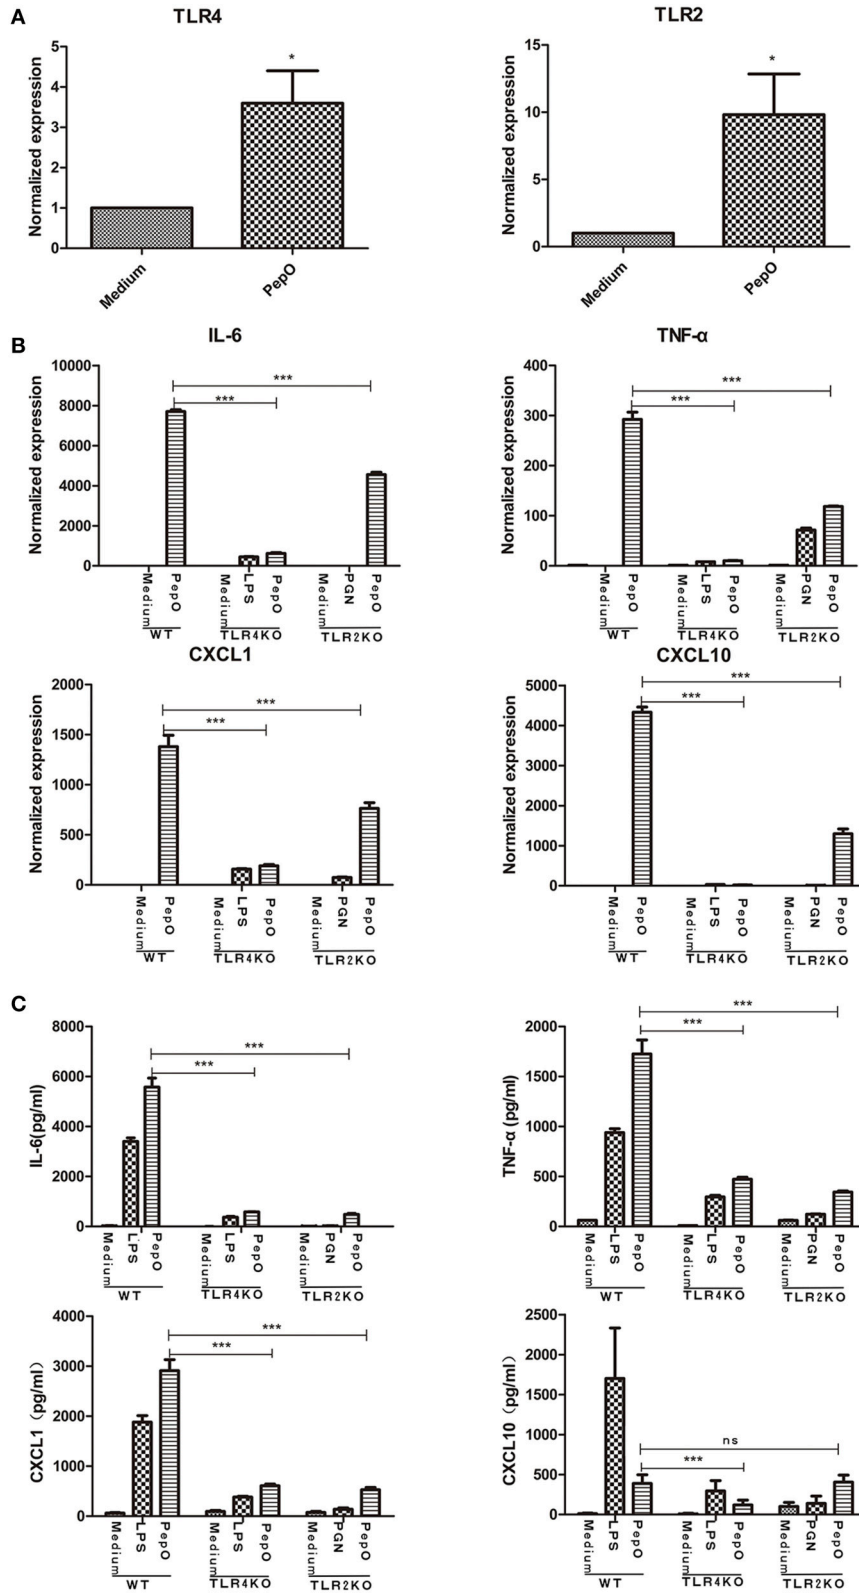 A
TLR4
Normalized expression
5
4
3
2
1
0
*
Medium
PepO
TLR2
Normalized expression
15
10
5
0
*
Medium
PepO
B
IL-6
Normalized expression
10000
8000
6000
4000
2000
0
***
***
Medium
PepO
WT
Medium
LPS
PepO
TLR4KO
Medium
PGN
PepO
TLR2KO
TNF-α
Normalized expression
400
300
200
100
0
***
***
Medium
PepO
WT
Medium
LPS
PepO
TLR4KO
Medium
PGN
PepO
TLR2KO
CXCL1
Normalized expression
2000
1500
1000
500
0
***
***
Medium
PepO
WT
Medium
LPS
PepO
TLR4KO
Medium
PGN
PepO
TLR2KO
CXCL10
Normalized expression
5000
4000
3000
2000
1000
0
***
***
Medium
PepO
WT
Medium
LPS
PepO
TLR4KO
Medium
PGN
PepO
TLR2KO
C
IL-6(pg/ml)
8000
6000
4000
2000
0
***
***
Medium
LPS
PepO
WT
Medium
LPS
PepO
TLR4KO
Medium
PGN
PepO
TLR2KO
TNF-α (pg/ml)
2000
1500
1000
500
0
***
***
Medium
LPS
PepO
WT
Medium
LPS
PepO
TLR4KO
Medium
PGN
PepO
TLR2KO
CXCL1（pg/ml）
4000
3000
2000
1000
0
***
***
Medium
LPS
PepO
WT
Medium
LPS
PepO
TLR4KO
Medium
PGN
PepO
TLR2KO
CXCL10（pg/ml）
2500
2000
1500
1000
500
0
ns
***
Medium
LPS
PepO
WT
Medium
LPS
PepO
TLR4KO
Medium
PGN
PepO
TLR2KO